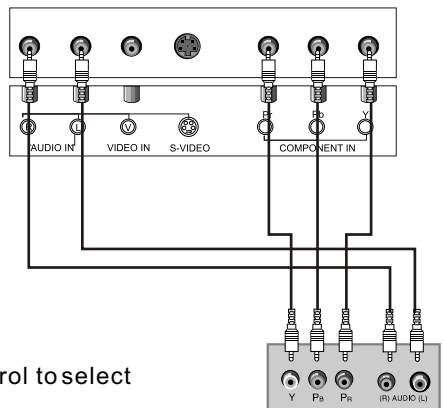 Pr Pb Y
R L V
AUDIO IN VIDEO IN S-VIDEO COMPONENT IN
rol to select
Y PB PR (R) AUDIO (L)